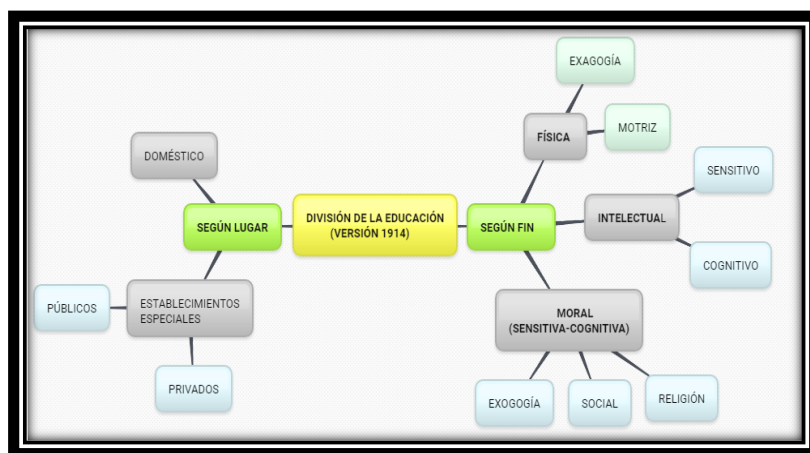 EXAGOGÍA
FÍSICA
MOTRIZ
DOMÉSTICO
SENSITIVO
SEGÚN LUGAR
DIVISIÓN DE LA EDUCACIÓN
(VERSIÓN 1914)
SEGÚN FIN
INTELECTUAL
COGNITIVO
PÚBLICOS
ESTABLECIMIENTOS
ESPECIALES
MORAL
(SENSITIVA-COGNITIVA)
PRIVADOS
EXOGOGÍA
SOCIAL
RELIGIÓN